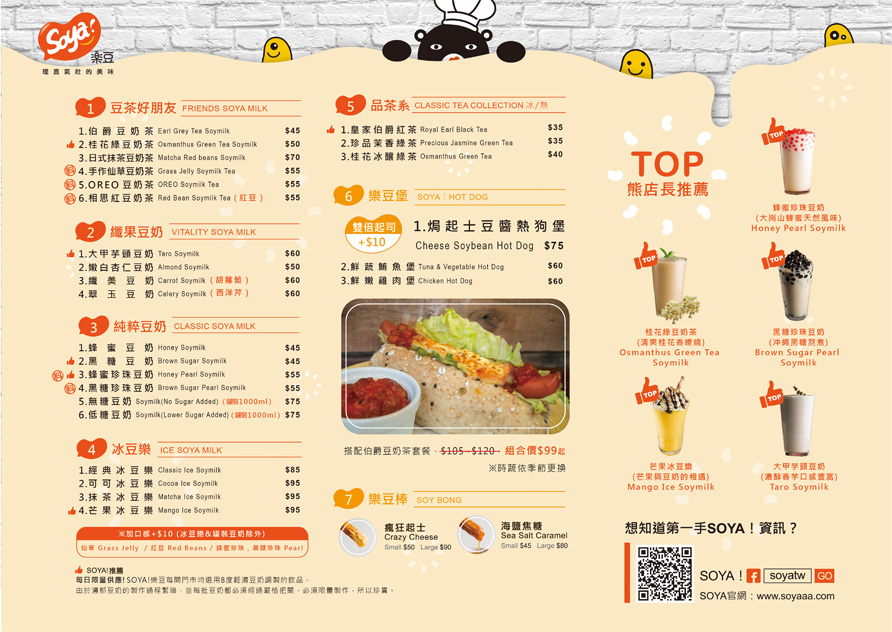 Soya!
楽豆
理直氣壯的美味
1 豆茶好朋友 FRIENDS SOYA MILK
1.伯爵豆奶茶 Earl Grey Tea Soymilk $45
2.桂花綠豆奶茶 Osmanthus Green Tea Soymilk $50
3.日式抹茶豆奶茶 Matcha Red beans Soymilk $70
4.手作仙草豆奶茶 Grass Jelly Soymilk Tea $55
5.OREO豆奶茶 OREO Soymilk Tea $55
6.相思紅豆奶茶 Red Bean Soymilk Tea (紅豆) $55
2 纖果豆奶 VITALITY SOYA MILK
1.大甲芋頭豆奶 Taro Soymilk $60
2.嫩白杏仁豆奶 Almond Soymilk $50
3.纖美豆奶 Carrot Soymilk (胡蘿蔔) $60
4.翠玉豆奶 Celery Soymilk (西洋芹) $60
3 純粹豆奶 CLASSIC SOYA MILK
1.蜂蜜豆奶 Honey Soymilk $45
2.黑糖豆奶 Brown Sugar Soymilk $45
3.蜂蜜珍珠豆奶 Honey Pearl Soymilk $55
4.黑糖珍珠豆奶 Brown Sugar Pearl Soymilk $55
5.無糖豆奶 Soymilk(No Sugar Added) (罐裝1000ml) $75
6.低糖豆奶 Soymilk(Lower Sugar Added) (罐裝1000ml) $75
4 冰豆樂 ICE SOYA MILK
1.經典冰豆樂 Classic Ice Soymilk $85
2.可可冰豆樂 Cocoa Ice Soymilk $95
3.抹茶冰豆樂 Matcha Ice Soymilk $95
4.芒果冰豆樂 Mango Ice Soymilk $95
※加口感+$10 (冰豆樂&罐裝豆奶除外)
仙草 Grass Jelly / 紅豆 Red Beans / 蜂蜜珍珠,黑糖珍珠 Pearl
SOYA!推薦
每日限量供應! SOYA!樂豆每間門市均選用8度輕濃豆奶調製的飲品,
由於濃郁豆奶的製作過程繁瑣,並每批豆奶都必須經過嚴格把關,必須限量製作,所以珍貴。
5 品茶系 CLASSIC TEA COLLECTION 冰/熱
1.皇家伯爵紅茶 Royal Earl Black Tea $35
2.珍品茉香綠茶 Precious Jasmine Green Tea $35
3.桂花冰釀綠茶 Osmanthus Green Tea $40
6 樂豆堡 SOYA!HOT DOG
雙倍起司
+$10
1.焗起士豆醬熱狗堡
Cheese Soybean Hot Dog $75
2.鮮蔬鮪魚堡 Tuna & Vegetable Hot Dog $60
3.鮮嫩雞肉堡 Chicken Hot Dog $60
搭配伯爵豆奶茶套餐,$105~$120,組合價$99起
※時蔬依季節更換
7 樂豆棒 SOY BONG
瘋狂起士
Crazy Cheese
Small $50 Large $90
海鹽焦糖
Sea Salt Caramel
Small $45 Large $80
TOP
熊店長推薦
TOP
蜂蜜珍珠豆奶
(大崗山蜂蜜天然風味)
Honey Pearl Soymilk
TOP
桂花綠豆奶茶
(清爽桂花香繚繞)
Osmanthus Green Tea
Soymilk
TOP
黑糖珍珠豆奶
(沖繩黑糖熬煮)
Brown Sugar Pearl
Soymilk
TOP
芒果冰豆樂
(芒果與豆奶的相遇)
Mango Ice Soymilk
TOP
大甲芋頭豆奶
(濃醇香芋口感豐富)
Taro Soymilk
想知道第一手SOYA!資訊?
SOYA! f soyatw GO
SOYA官網:www.soyaaa.com